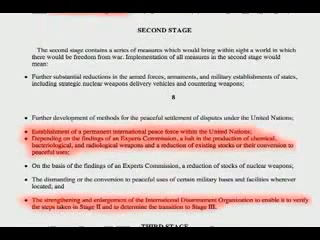 SECOND STAGE
The second stage contains a series of measures which would bring within sight a world in which
there would be freedom from war. Implementation of all measures in the second stage would
mean:
• Further substantial reductions in the armed forces, armaments, and military establishments of states,
including strategic nuclear weapons delivery vehicles and countering weapons;
8
• Further development of methods for the peaceful settlement of disputes under the United Nations;
• Establishment of a permanent international peace force within the United Nations;
• Depending on the findings of an Experts Commission, a halt in the production of chemical,
bacteriological, and radiological weapons and a reduction of existing stocks or their conversion to
peaceful uses;
• On the basis of the findings of an Experts Commission, a reduction of stocks of nuclear weapons;
• The dismantling or the conversion to peaceful uses of certain military bases and facilities wherever
located; and
• The strengthening and enlargement of the International Disarmament Organization to enable it to verify
the steps taken in Stage II and to determine the transition to Stage III.
THIRD STAGE